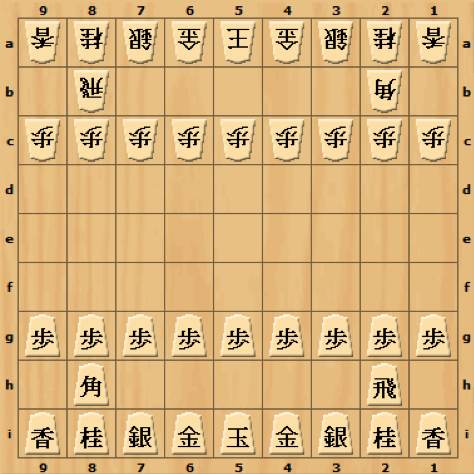 9 8 7 6 5 4 3 2 1
a 香 桂 銀 金 王 金 銀 桂 香 a
b 飛 角 b
c 歩 歩 歩 歩 歩 歩 歩 歩 歩 c
d d
e e
f f
g 歩 歩 歩 歩 歩 歩 歩 歩 歩 g
h 角 飛 h
i 香 桂 銀 金 玉 金 銀 桂 香 i
9 8 7 6 5 4 3 2 1